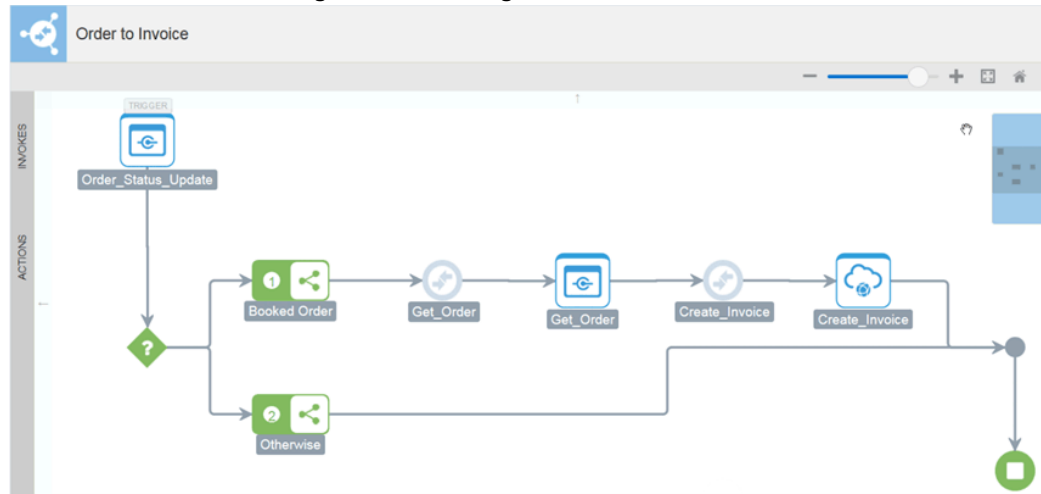 Order to Invoice
INVOKES
ACTIONS
TRIGGER
Order_Status_Update
?
1
Booked Order
Get_Order
Get_Order
Create_Invoice
Create_Invoice
2
Otherwise